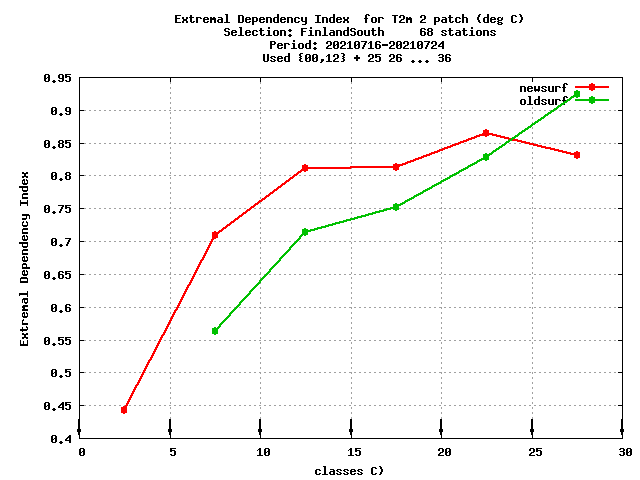 Extremal Dependency Index  for T2m 2 patch (deg C)
Selection: FinlandSouth     68 stations
Period: 20210716-20210724
Used {00,12} + 25 26 ... 36
newsurf
oldsurf
0.95
0.9
0.85
0.8
0.75
0.7
0.65
0.6
0.55
0.5
0.45
0.4
Extremal Dependency Index
0 5 10 15 20 25 30
classes C)